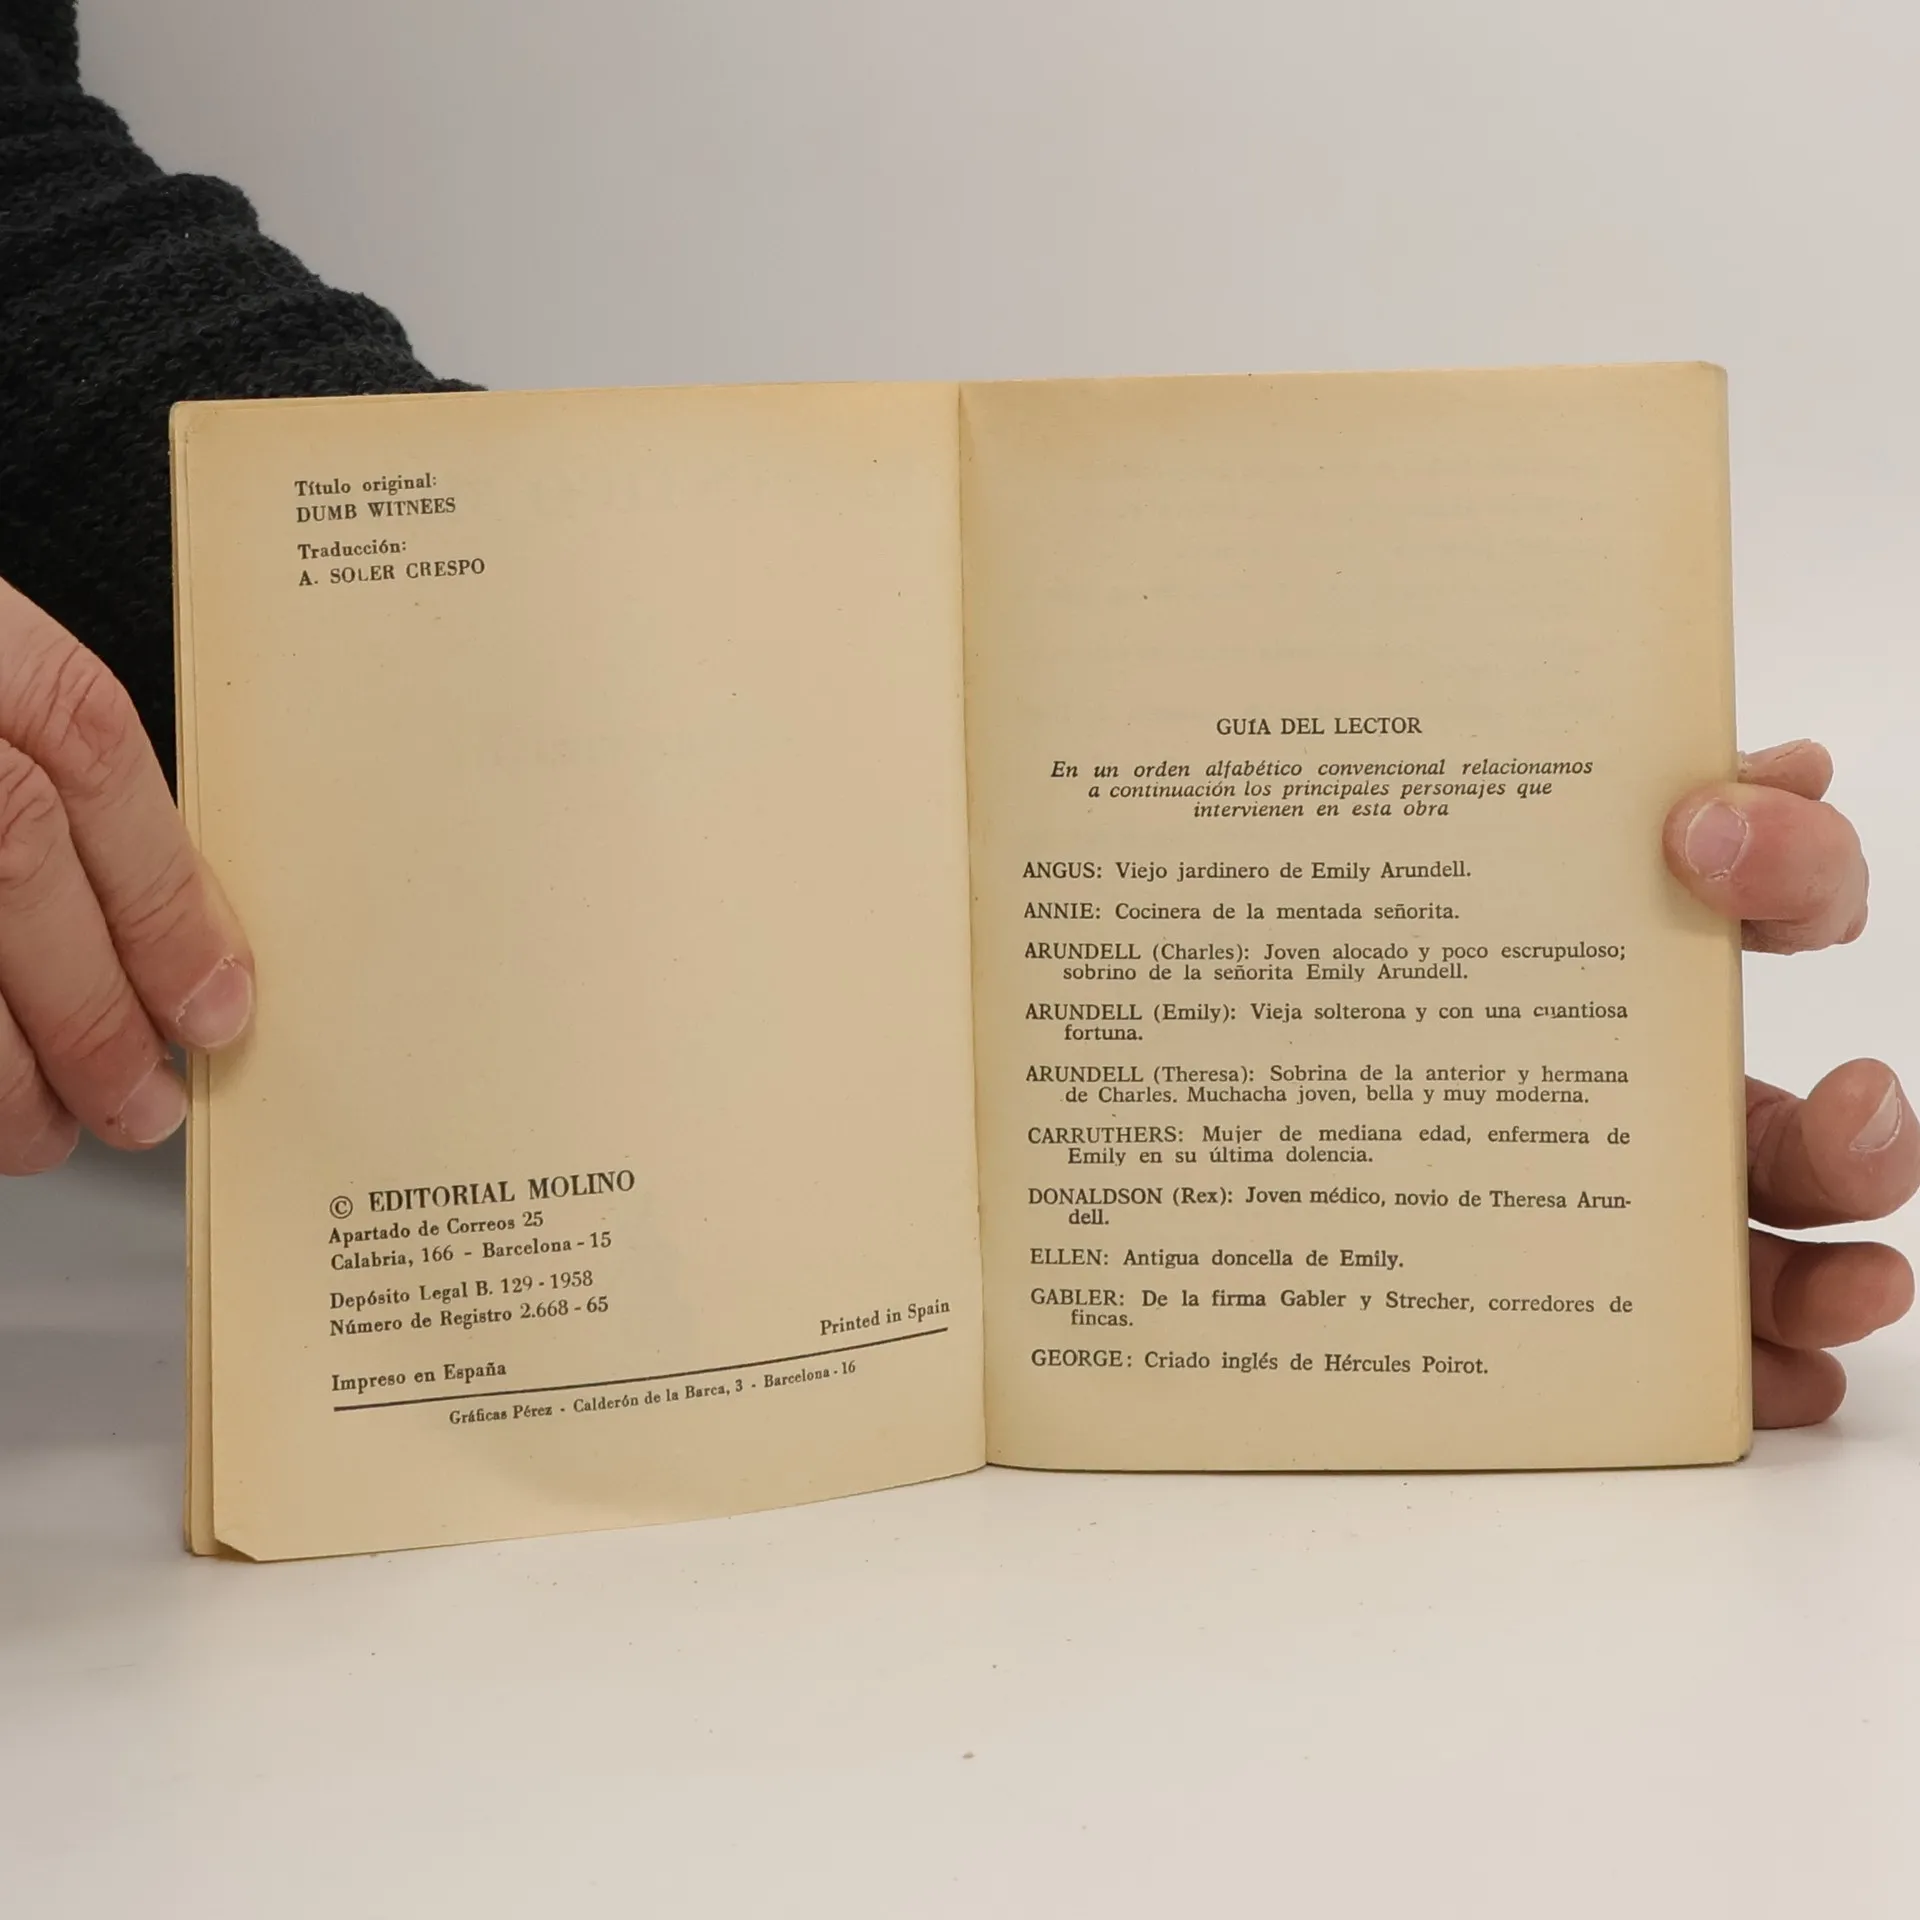 Título original:
DUMB WITNEES
Traducción:
A. SOLER CRESPO
© EDITORIAL MOLINO
Apartado de Correos 25
Calabria, 166 - Barcelona - 15
Depósito Legal B. 129 - 1958
Número de Registro 2.668 - 65
Impreso en España
Printed in Spain
Gráficas Pérez - Calderón de la Barca, 3 - Barcelona - 16
GUÍA DEL LECTOR
En un orden alfabético convencional relacionamos
a continuación los principales personajes que
intervienen en esta obra
ANGUS: Viejo jardinero de Emily Arundell.
ANNIE: Cocinera de la mentada señorita.
ARUNDELL (Charles): Joven alocado y poco escrupuloso;
sobrino de la señorita Emily Arundell.
ARUNDELL (Emily): Vieja solterona y con una cuantiosa
fortuna.
ARUNDELL (Theresa): Sobrina de la anterior y hermana
de Charles. Muchacha joven, bella y muy moderna.
CARRUTHERS: Mujer de mediana edad, enfermera de
Emily en su última dolencia.
DONALDSON (Rex): Joven médico, novio de Theresa Arun-
dell.
ELLEN: Antigua doncella de Emily.
GABLER: De la firma Gabler y Strecher, corredores de
fincas.
GEORGE: Criado inglés de Hércules Poirot.